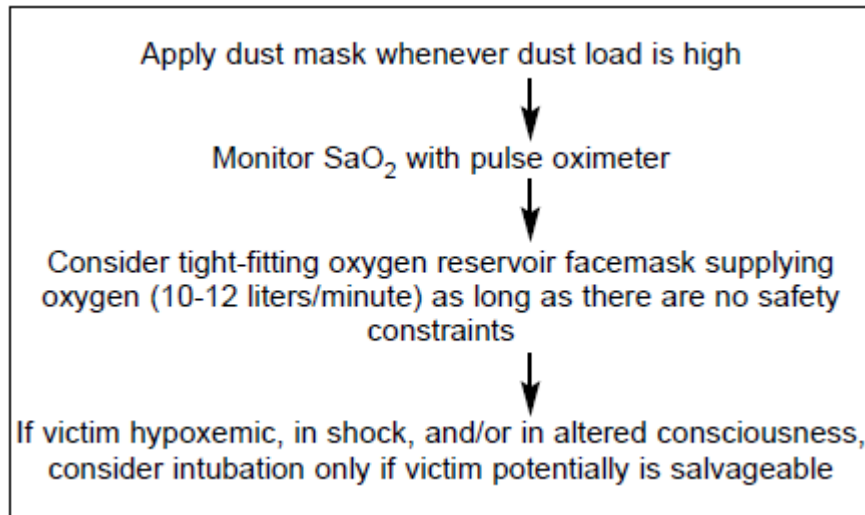 Apply dust mask whenever dust load is high
Monitor SaO₂ with pulse oximeter
Consider tight-fitting oxygen reservoir facemask supplying
oxygen (10-12 liters/minute) as long as there are no safety
constraints
If victim hypoxemic, in shock, and/or in altered consciousness,
consider intubation only if victim potentially is salvageable